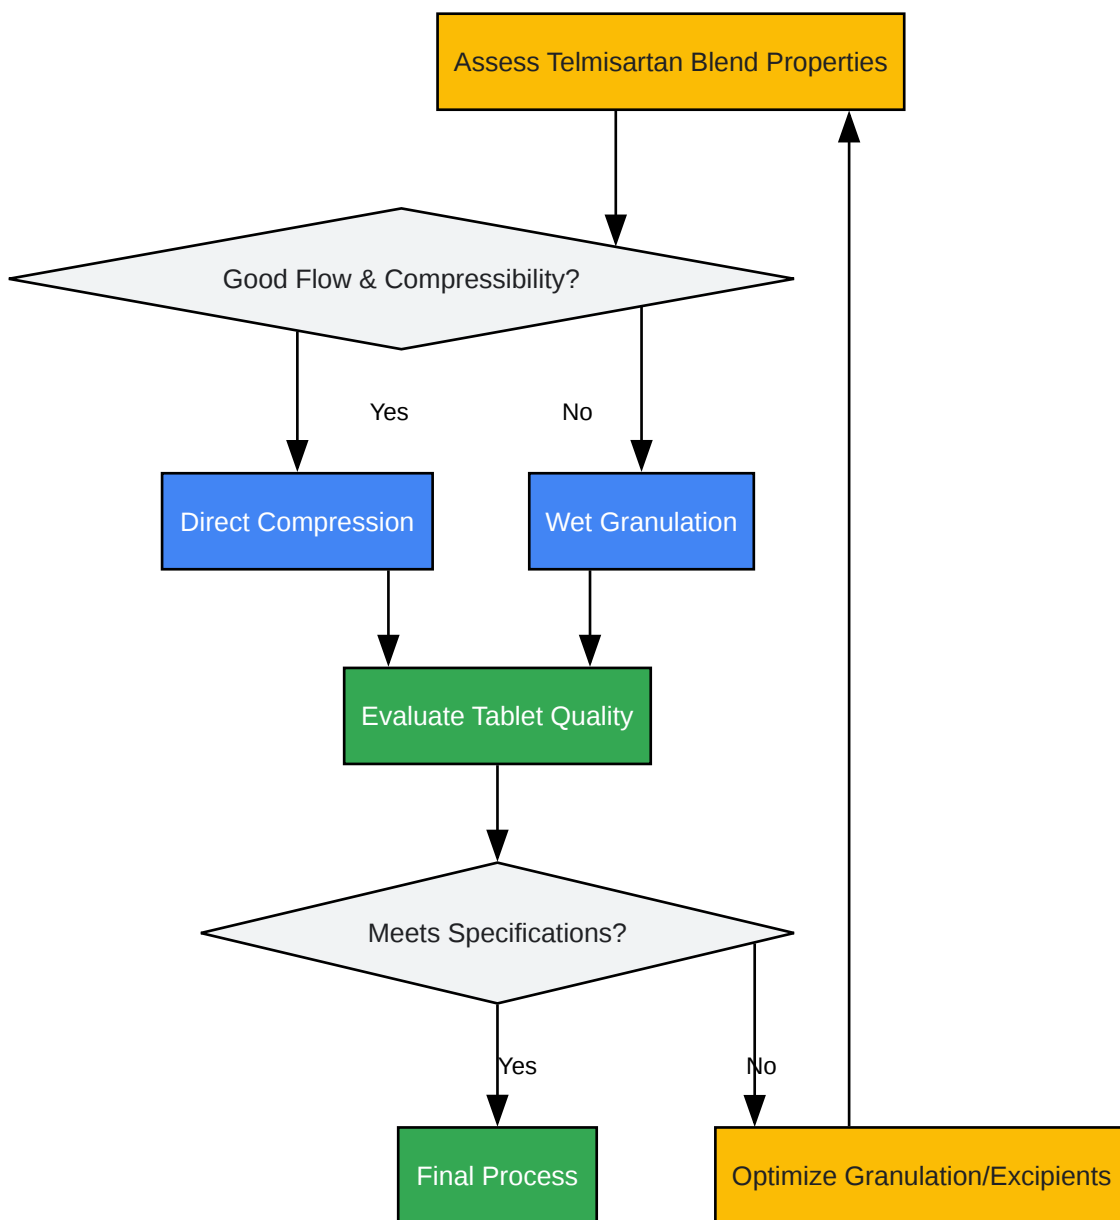 Assess Telmisartan Blend Properties
Good Flow & Compressibility?
Yes
No
Direct Compression
Wet Granulation
Evaluate Tablet Quality
Meets Specifications?
Yes
No
Final Process
Optimize Granulation/Excipients